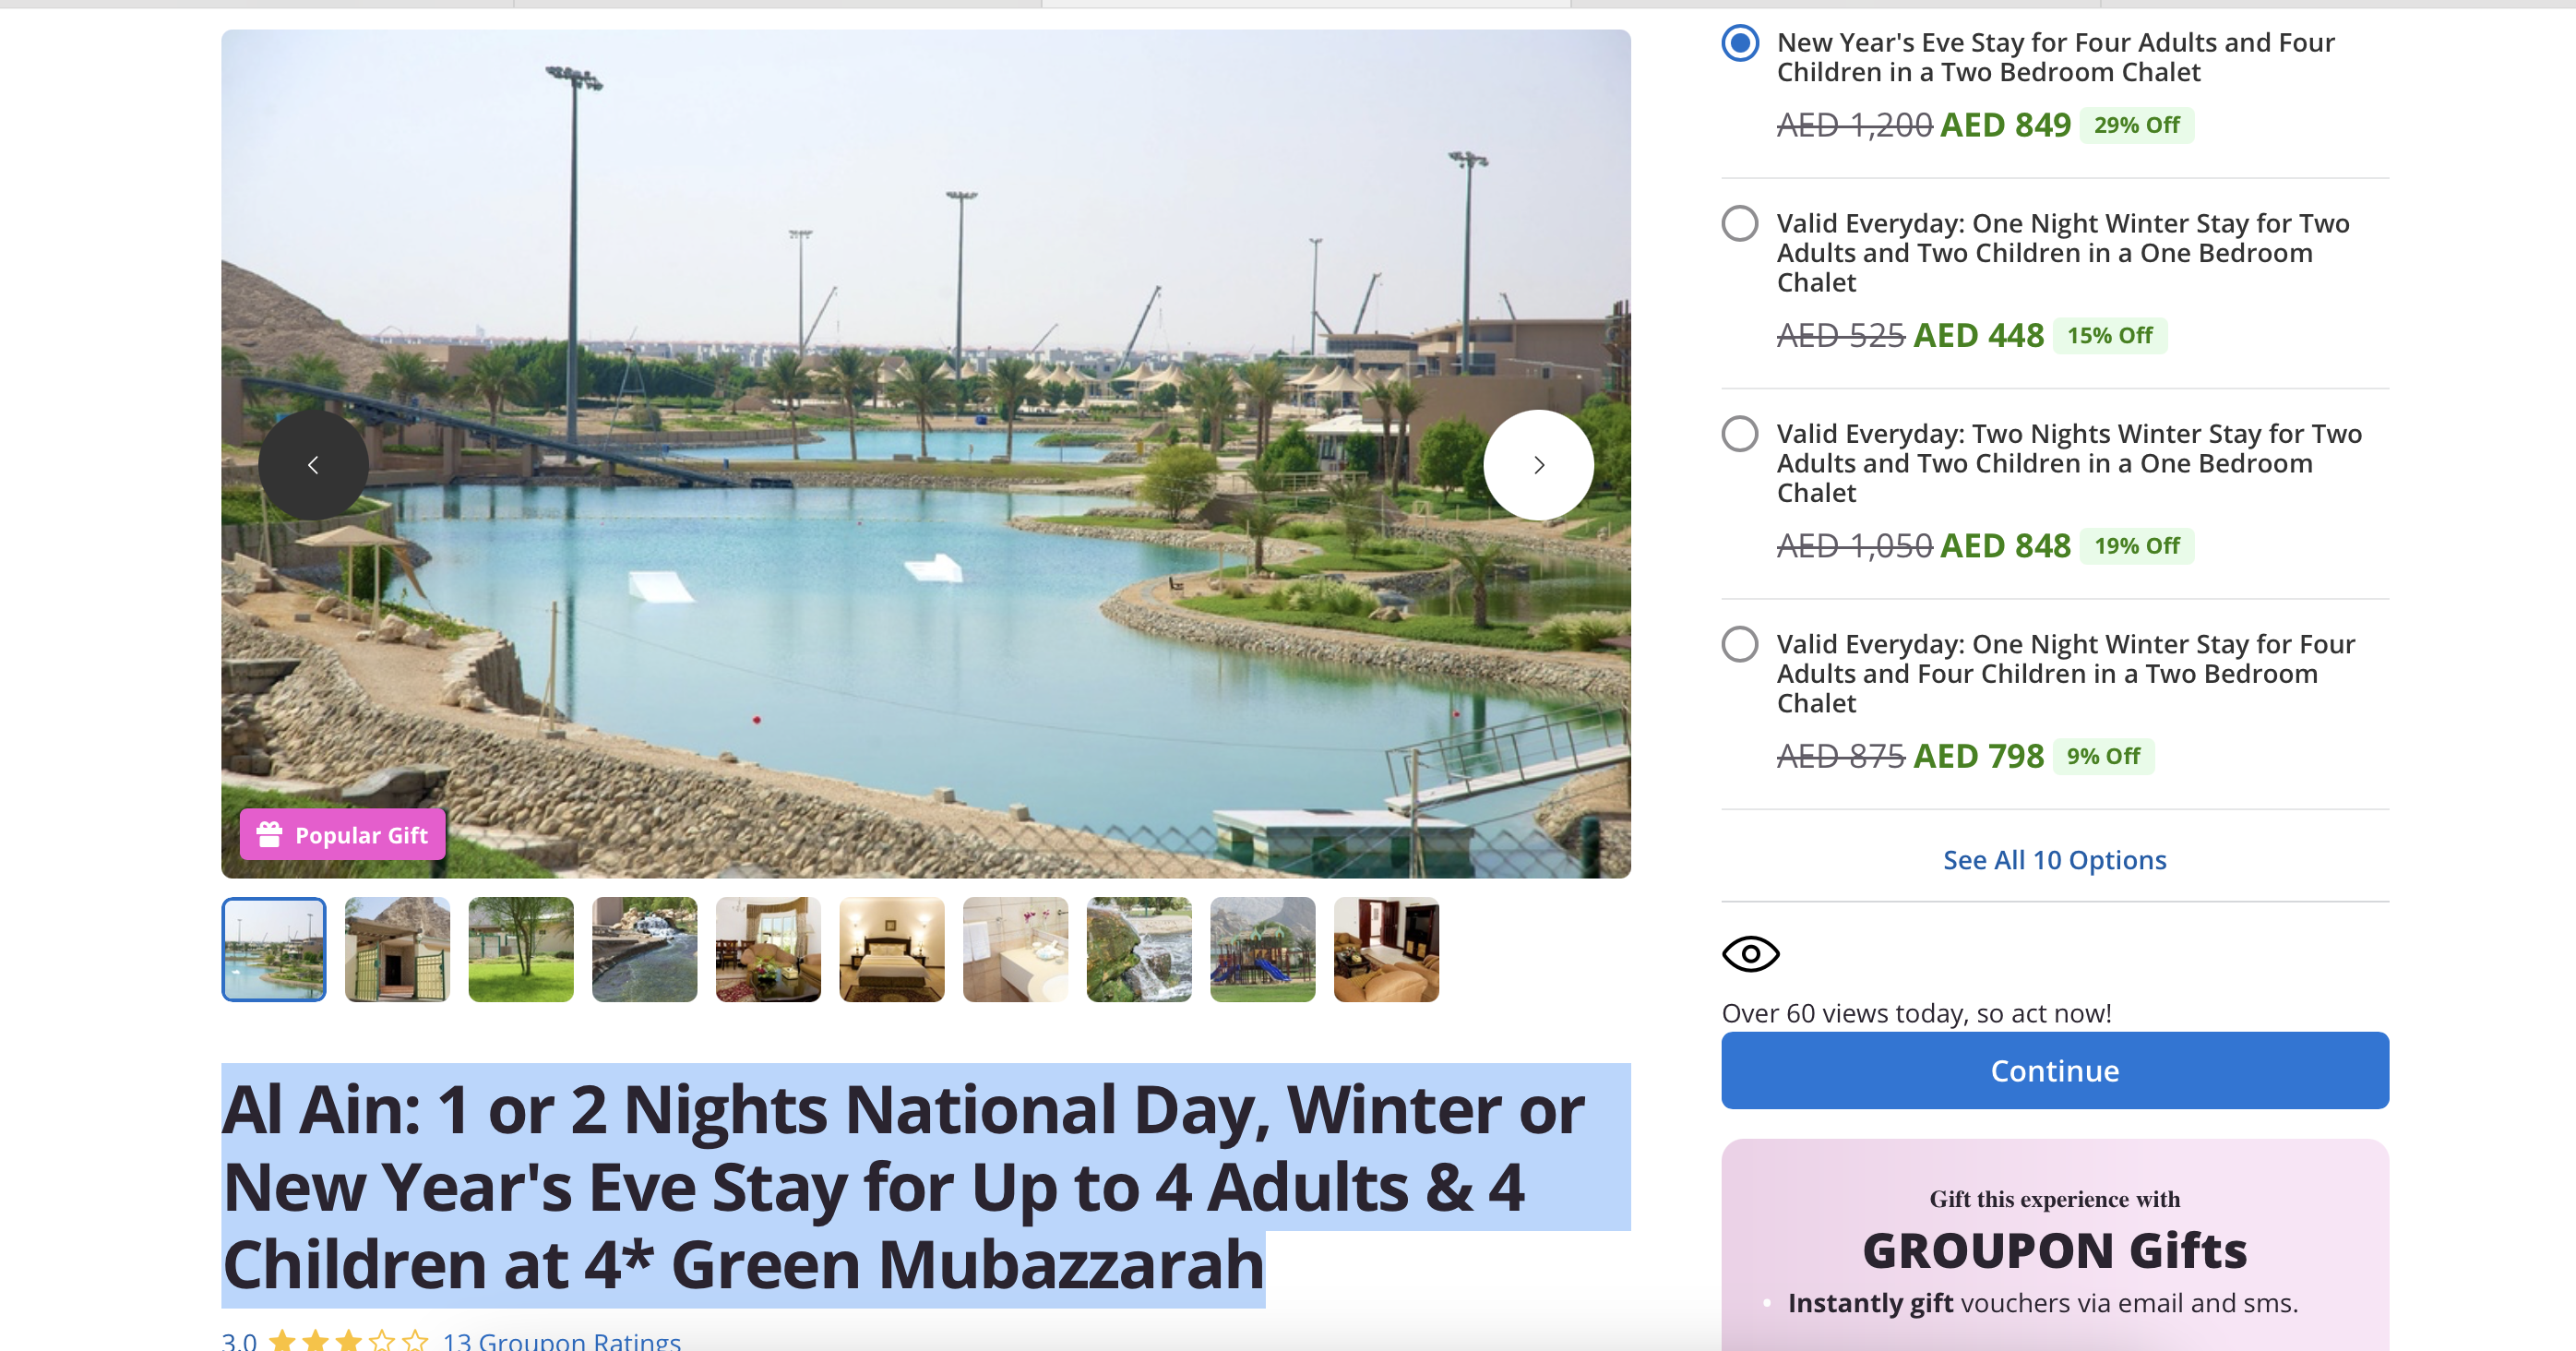 New Year's Eve Stay for Four Adults and Four
Children in a Two Bedroom Chalet
AED 1,200 AED 849 29% Off
Valid Everyday: One Night Winter Stay for Two
Adults and Two Children in a One Bedroom
Chalet
AED 525 AED 448 15% Off
Valid Everyday: Two Nights Winter Stay for Two
Adults and Two Children in a One Bedroom
Chalet
AED 1,050 AED 848 19% Off
Valid Everyday: One Night Winter Stay for Four
Adults and Four Children in a Two Bedroom
Chalet
AED 875 AED 798 9% Off
See All 10 Options
Over 60 views today, so act now!
Continue
Gift this experience with
GROUPON Gifts
• Instantly gift vouchers via email and sms.
Popular Gift
Al Ain: 1 or 2 Nights National Day, Winter or
New Year's Eve Stay for Up to 4 Adults & 4
Children at 4* Green Mubazzarah
3.0 13 Groupon Ratings